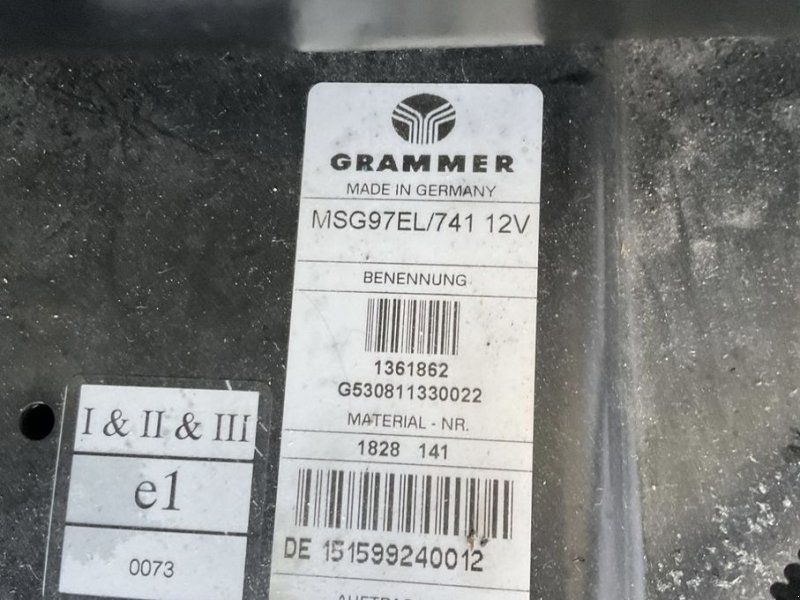 GRAMMER
MADE IN GERMANY
MSG97EL/741 12V
BENENNUNG
1361862
G530811330022
MATERIAL - NR.
1828 141
DE 151599240012
I & II & III
e1
0073